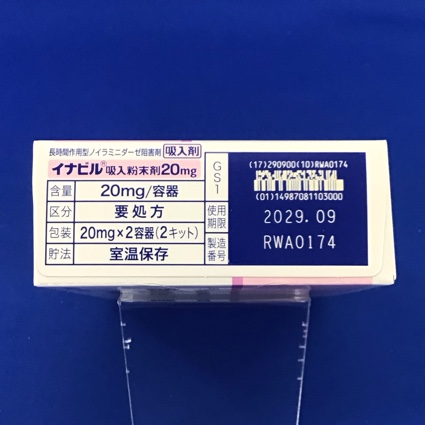 長時間作用型ノイラミニダーゼ阻害剤 吸入剤
イナビル® 吸入粉末剤20mg
含量 20mg/容器
区分 要処方
包装 20mg×2容器(2キット)
貯法 室温保存
GS1
(17)290900(10)RWA0174
(01)14987081103000
使用期限 2029.09
製造番号 RWA0174